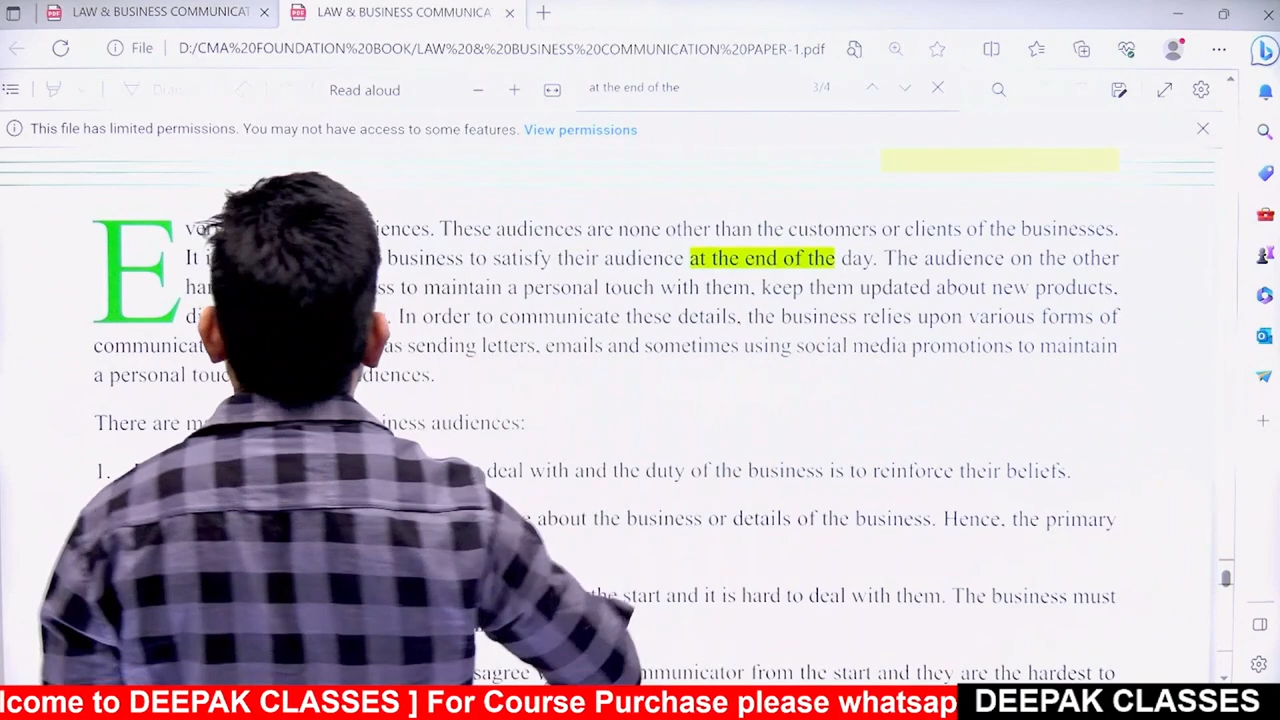 LAW & BUSINESS COMMUNICAT
LAW & BUSINESS COMMUNICA
File
D:/CMA%20FOUNDATION%20BOOK/LAW%20&%20BUSINESS%20COMMUNICATION%20PAPER-1.pdf
Draw
Read aloud
at the end of the
3/4
This file has limited permissions. You may not have access to some features. View permissions
iences. These audiences are none other than the customers or clients of the businesses.
business to satisfy their audience at the end of the day. The audience on the other
ss to maintain a personal touch with them, keep them updated about new products,
In order to communicate these details, the business relies upon various forms of
communicat as sending letters, emails and sometimes using social media promotions to maintain
a personal touc diences.
There are m iness audiences:
1. deal with and the duty of the business is to reinforce their beliefs.
about the business or details of the business. Hence, the primary
the start and it is hard to deal with them. The business must
sagree mmunicator from the start and they are the hardest to
lcome to DEEPAK CLASSES ] For Course Purchase please whatsap
DEEPAK CLASSES